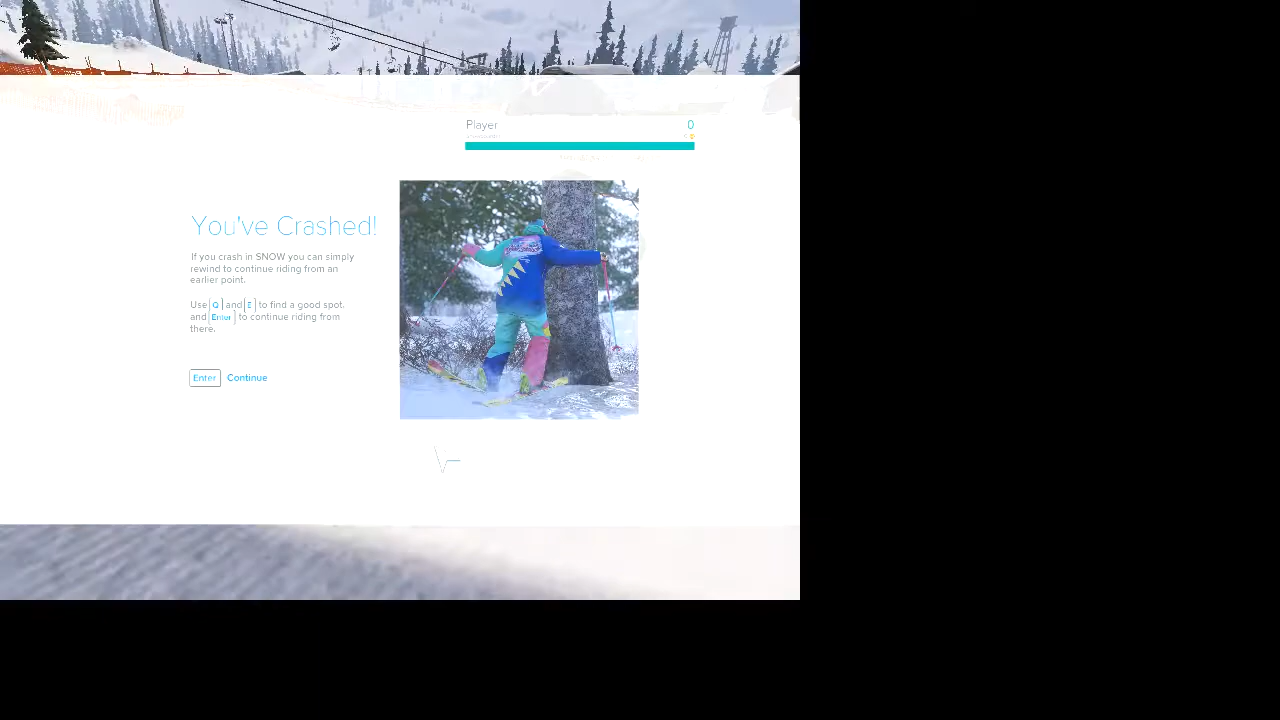 Player 0
You've Crashed!
If you crash in SNOW you can simply
rewind to continue riding from an
earlier point.
Use Q and E to find a good spot,
and Enter to continue riding from
there.
Enter Continue